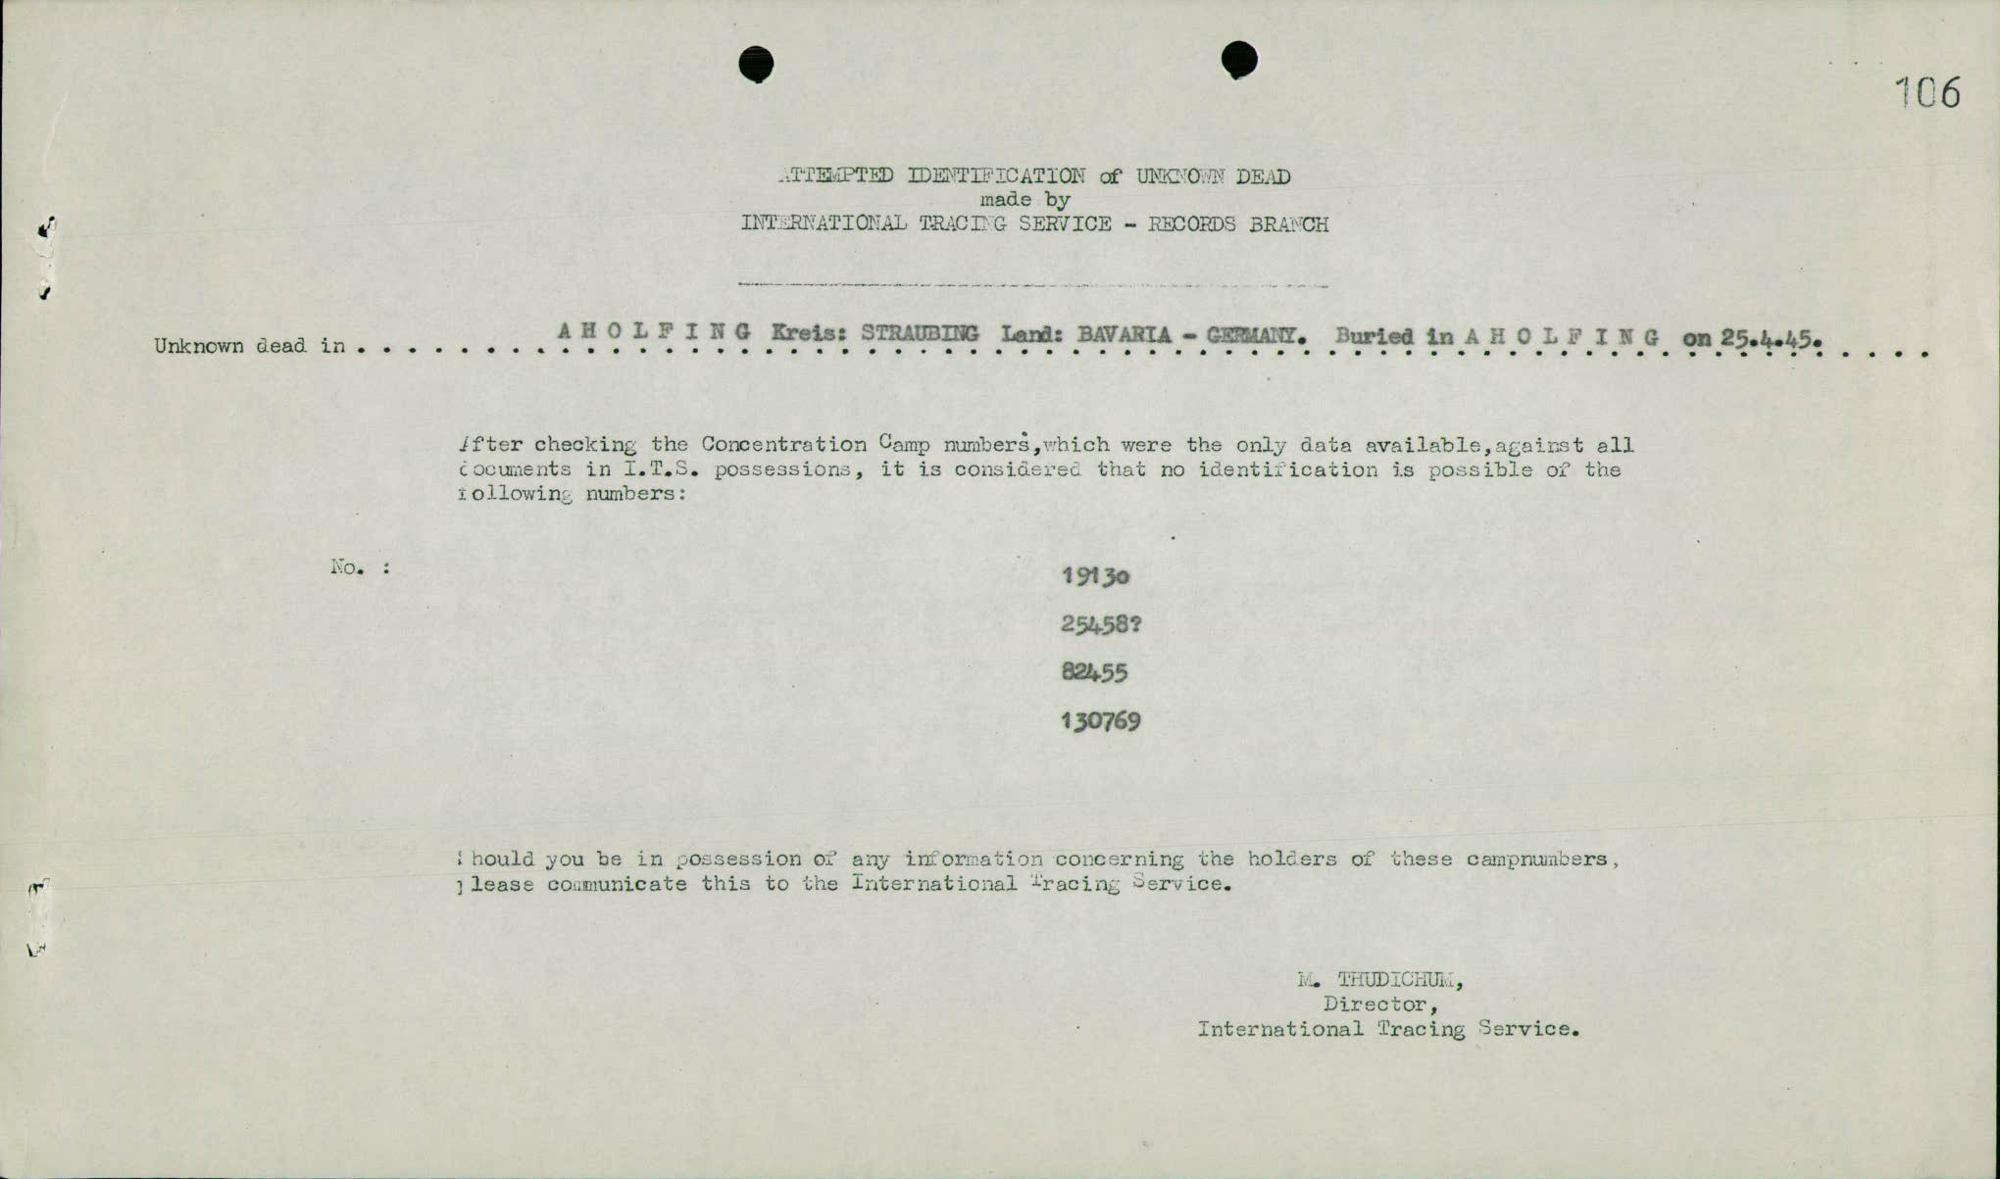 106
ATTEMPTED IDENTIFICATION of UNKNOWN DEAD
made by
INTERNATIONAL TRACING SERVICE - RECORDS BRANCH
Unknown dead in . . . . . . . . A H O L F I N G Kreis: STRAUBING Land: BAVARIA - GERMANY. Buried in A H O L F I N G on 25.4.45. . . . .
After checking the Concentration Camp numbers,which were the only data available,against all
documents in I.T.S. possessions, it is considered that no identification is possible of the
following numbers:
No. :
19130
25458?
82455
130769
Should you be in possession of any information concerning the holders of these campnumbers,
please communicate this to the International Tracing Service.
M. THUDICHUM,
Director,
International Tracing Service.